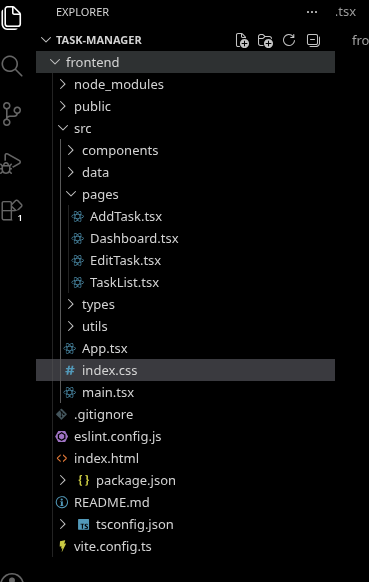 EXPLORER
.tsx
TASK-MANAGER
fro
frontend
node_modules
public
src
components
data
pages
AddTask.tsx
Dashboard.tsx
EditTask.tsx
TaskList.tsx
types
utils
App.tsx
# index.css
main.tsx
.gitignore
eslint.config.js
index.html
{} package.json
README.md
TS tsconfig.json
vite.config.ts
1